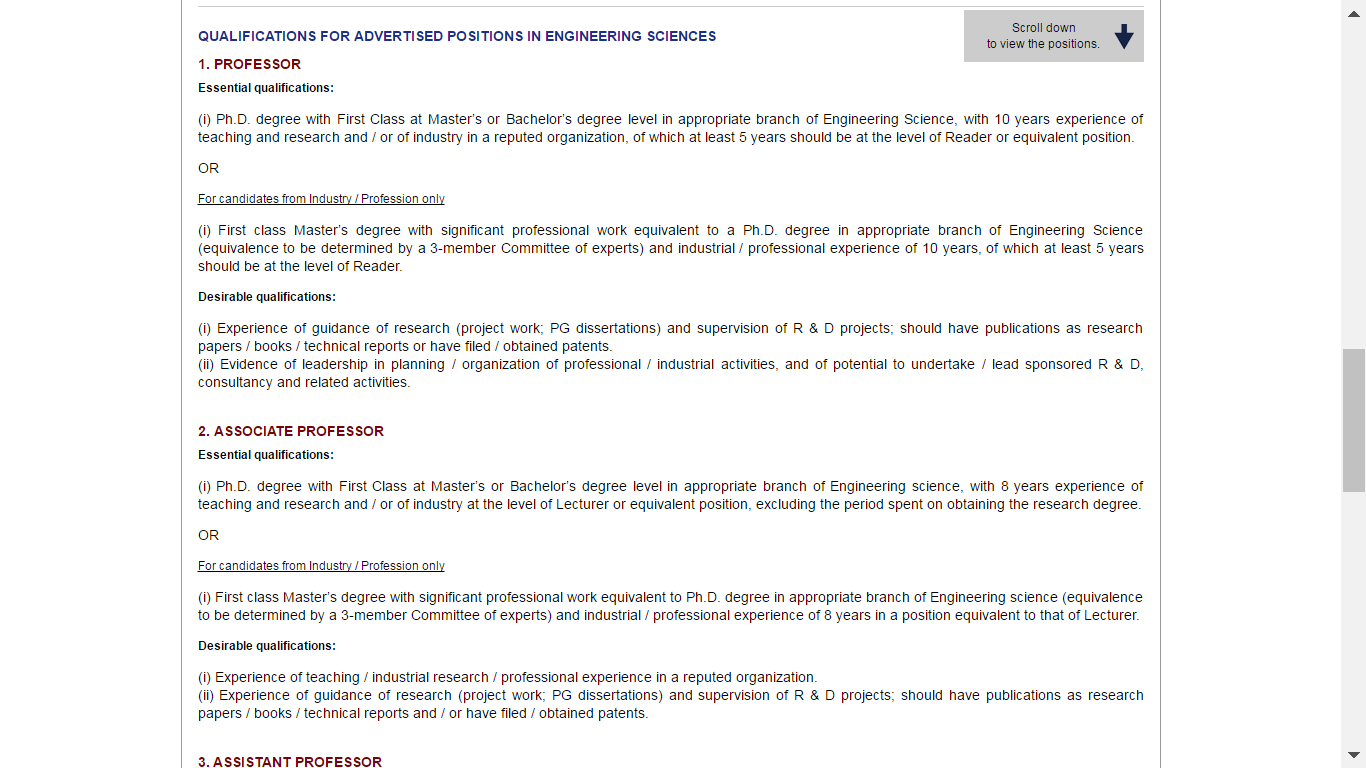 QUALIFICATIONS FOR ADVERTISED POSITIONS IN ENGINEERING SCIENCES
Scroll down
to view the positions.
1. PROFESSOR
Essential qualifications:
(i) Ph.D. degree with First Class at Master's or Bachelor's degree level in appropriate branch of Engineering Science, with 10 years experience of
teaching and research and / or of industry in a reputed organization, of which at least 5 years should be at the level of Reader or equivalent position.
OR
For candidates from Industry / Profession only
(i) First class Master's degree with significant professional work equivalent to a Ph.D. degree in appropriate branch of Engineering Science
(equivalence to be determined by a 3-member Committee of experts) and industrial / professional experience of 10 years, of which at least 5 years
should be at the level of Reader.
Desirable qualifications:
(i) Experience of guidance of research (project work; PG dissertations) and supervision of R & D projects; should have publications as research
papers / books / technical reports or have filed / obtained patents.
(ii) Evidence of leadership in planning / organization of professional / industrial activities, and of potential to undertake / lead sponsored R & D,
consultancy and related activities.
2. ASSOCIATE PROFESSOR
Essential qualifications:
(i) Ph.D. degree with First Class at Master's or Bachelor's degree level in appropriate branch of Engineering science, with 8 years experience of
teaching and research and / or of industry at the level of Lecturer or equivalent position, excluding the period spent on obtaining the research degree.
OR
For candidates from Industry / Profession only
(i) First class Master's degree with significant professional work equivalent to Ph.D. degree in appropriate branch of Engineering science (equivalence
to be determined by a 3-member Committee of experts) and industrial / professional experience of 8 years in a position equivalent to that of Lecturer.
Desirable qualifications:
(i) Experience of teaching / industrial research / professional experience in a reputed organization.
(ii) Experience of guidance of research (project work; PG dissertations) and supervision of R & D projects; should have publications as research
papers / books / technical reports and / or have filed / obtained patents.
3. ASSISTANT PROFESSOR